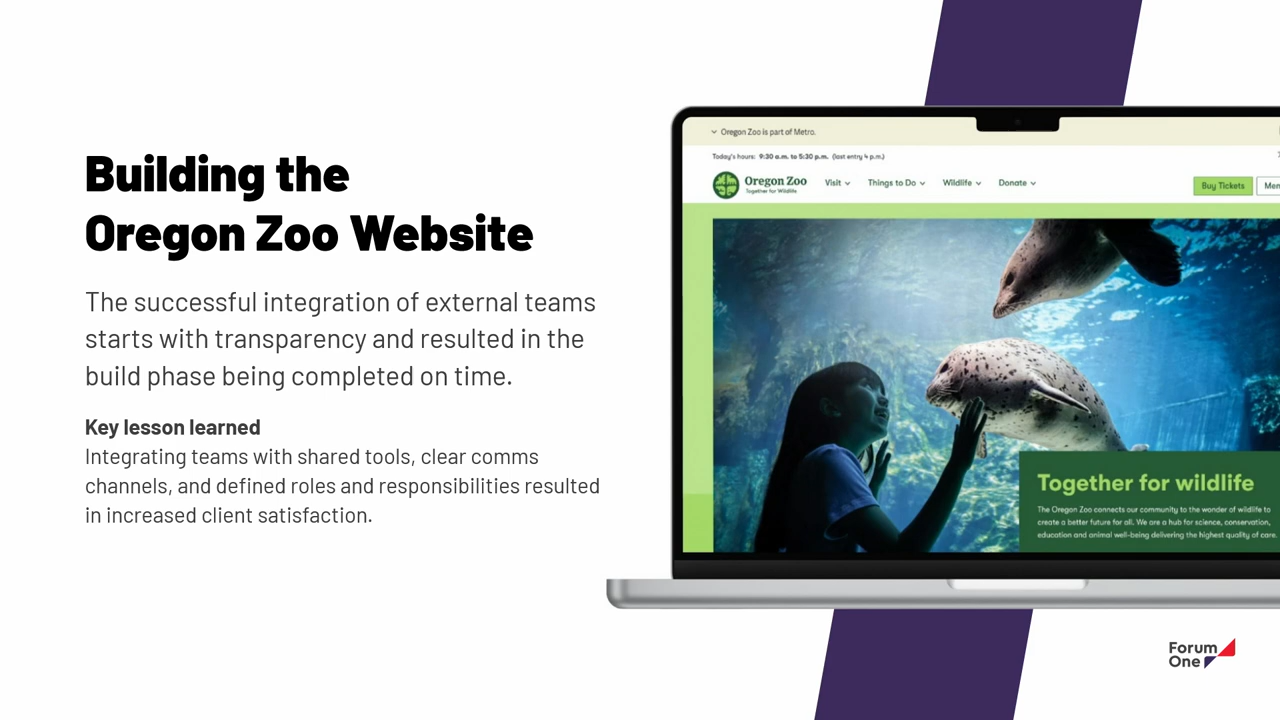 Building the
Oregon Zoo Website
The successful integration of external teams
starts with transparency and resulted in the
build phase being completed on time.
Key lesson learned
Integrating teams with shared tools, clear comms
channels, and defined roles and responsibilities resulted
in increased client satisfaction.
Oregon Zoo is part of Metro.
Today's hours: 9:30 a.m. to 5:30 p.m. (last entry 4 p.m.)
Oregon Zoo
Together for Wildlife
Visit
Things to Do
Wildlife
Donate
Buy Tickets
Together for wildlife
The Oregon Zoo connects our community to the wonder of wildlife to
create a better future for all. We are a hub for science, conservation,
education and animal well-being delivering the highest quality of care.
Forum
One